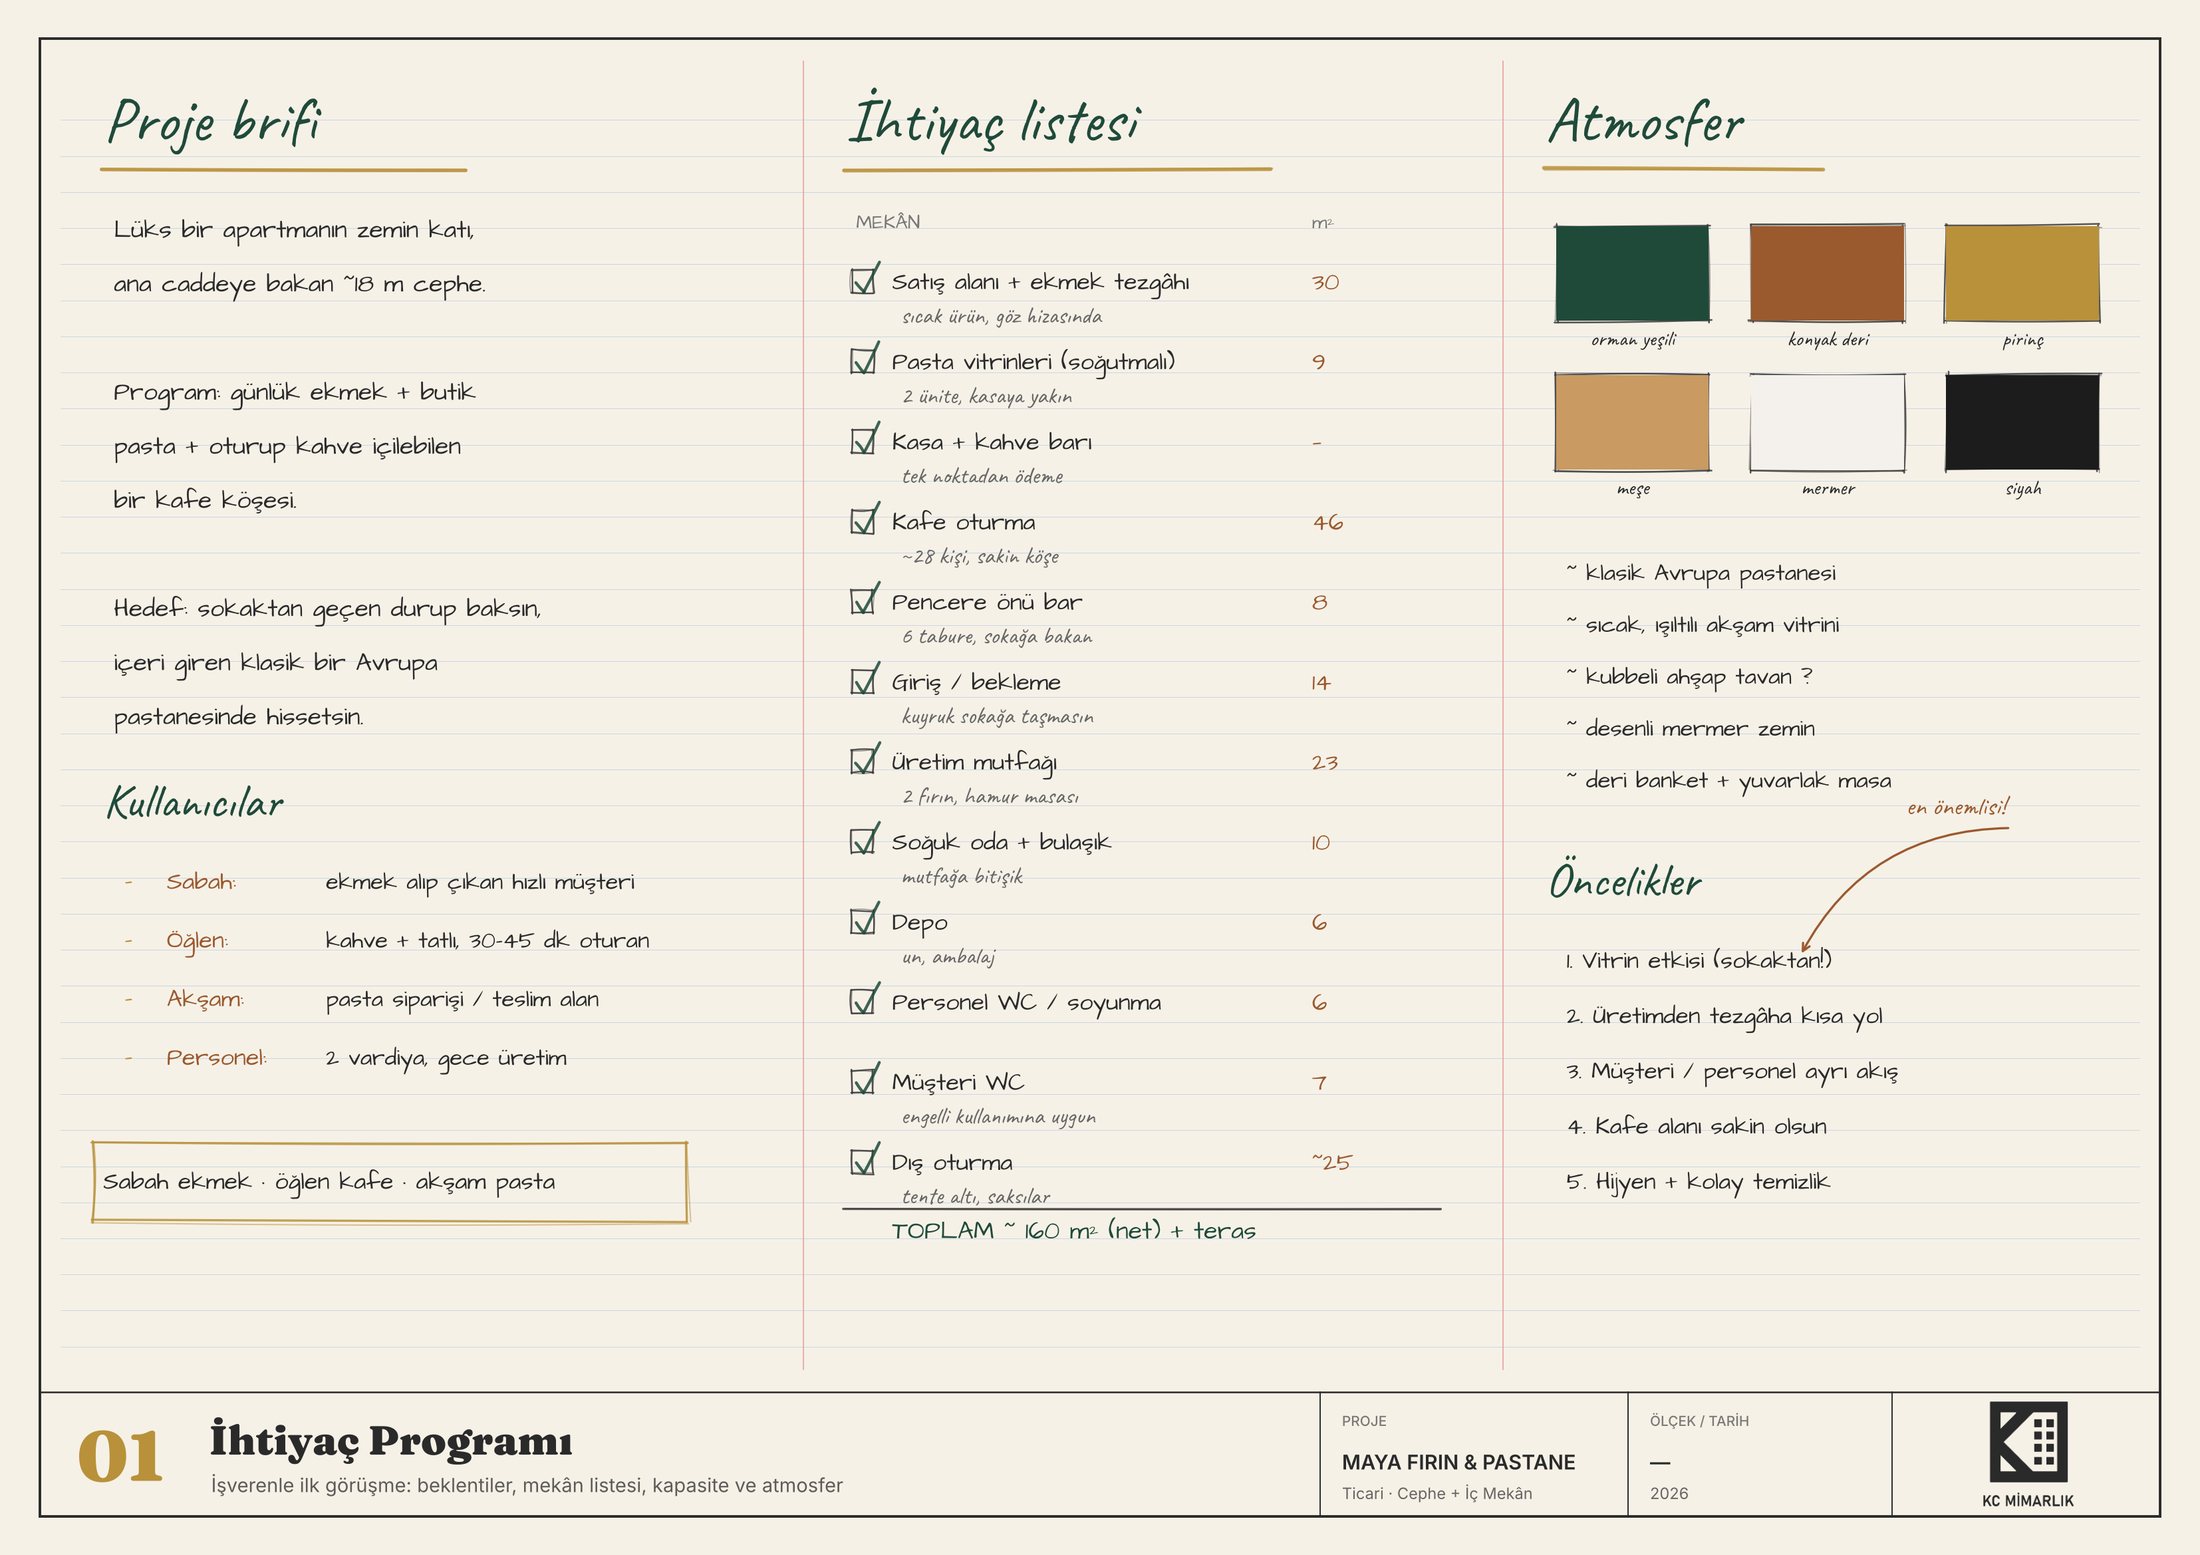 Proje brifi
Lüks bir apartmanın zemin katı,
ana caddeye bakan ~18 m cephe.
Program: günlük ekmek + butik
pasta + oturup kahve içilebilen
bir kafe köşesi.
Hedef: sokaktan geçen durup baksın,
içeri giren klasik bir Avrupa
pastanesinde hissetsin.
Kullanıcılar
- Sabah: ekmek alıp çıkan hızlı müşteri
- Öğlen: kahve + tatlı, 30-45 dk oturan
- Akşam: pasta siparişi / teslim alan
- Personel: 2 vardiya, gece üretim
Sabah ekmek · öğlen kafe · akşam pasta
İhtiyaç listesi
MEKÂN m²
Satış alanı + ekmek tezgâhı 30
sıcak ürün, göz hizasında
Pasta vitrinleri (soğutmalı) 9
2 ünite, kasaya yakın
Kasa + kahve barı -
tek noktadan ödeme
Kafe oturma 46
~28 kişi, sakin köşe
Pencere önü bar 8
6 tabure, sokağa bakan
Giriş / bekleme 14
kuyruk sokağa taşmasın
Üretim mutfağı 23
2 fırın, hamur masası
Soğuk oda + bulaşık 10
mutfağa bitişik
Depo 6
un, ambalaj
Personel WC / soyunma 6
Müşteri WC 7
engelli kullanımına uygun
Dış oturma ~25
tente altı, saksılar
TOPLAM ~ 160 m² (net) + teras
Atmosfer
orman yeşili konyak deri pirinç
meşe mermer siyah
~ klasik Avrupa pastanesi
~ sıcak, ışıltılı akşam vitrini
~ kubbeli ahşap tavan ?
~ desenli mermer zemin
~ deri banket + yuvarlak masa
en önemlisi!
Öncelikler
1. Vitrin etkisi (sokaktan!)
2. Üretimden tezgâha kısa yol
3. Müşteri / personel ayrı akış
4. Kafe alanı sakin olsun
5. Hijyen + kolay temizlik
01
İhtiyaç Programı
İşverenle ilk görüşme: beklentiler, mekân listesi, kapasite ve atmosfer
PROJE
MAYA FIRIN & PASTANE
Ticari · Cephe + İç Mekân
ÖLÇEK / TARİH
—
2026
KC MİMARLIK